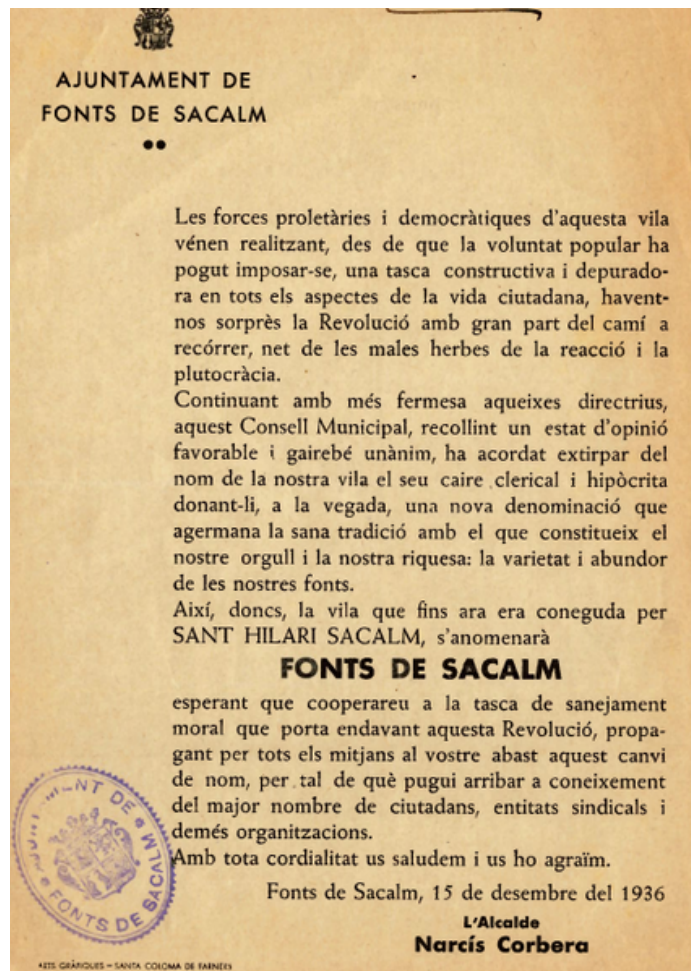 AJUNTAMENT DE
FONTS DE SACALM
Les forces proletàries i democràtiques d'aquesta vila
vénen realitzant, des de que la voluntat popular ha
pogut imposar-se, una tasca constructiva i depurado-
ra en tots els aspectes de la vida ciutadana, havent-
nos sorprès la Revolució amb gran part del camí a
recórrer, net de les males herbes de la reacció i la
plutocràcia.
Continuant amb més fermesa aqueixes directrius,
aquest Consell Municipal, recollint un estat d'opinió
favorable i gairebé unànim, ha acordat extirpar del
nom de la nostra vila el seu caire clerical i hipòcrita
donant-li, a la vegada, una nova denominació que
agermana la sana tradició amb el que constitueix el
nostre orgull i la nostra riquesa: la varietat i abundor
de les nostres fonts.
Així, doncs, la vila que fins ara era coneguda per
SANT HILARI SACALM, s'anomenarà
FONTS DE SACALM
esperant que cooperareu a la tasca de sanejament
moral que porta endavant aquesta Revolució, propa-
gant per tots els mitjans al vostre abast aquest canvi
de nom, per tal de què pugui arribar a coneixement
del major nombre de ciutadans, entitats sindicals i
demés organitzacions.
Amb tota cordialitat us saludem i us ho agraïm.
Fonts de Sacalm, 15 de desembre del 1936
L'Alcalde
Narcís Corbera
FONTS DE SACALM
ARTS GRÀFIQUES - SANTA COLOMA DE FARNÉS